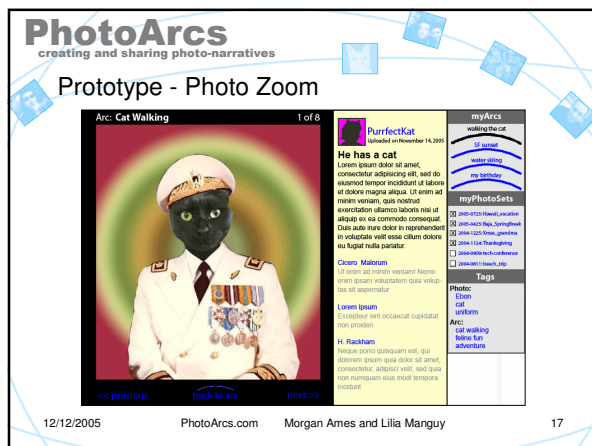 PhotoArcs
creating and sharing photo-narratives
Prototype - Photo Zoom
Arc: Cat Walking 1 of 8
<< previous back to arc next >>
PurrfectKat
Uploaded on November 14, 2005
He has a cat
Lorem ipsum dolor sit amet,
consectetur adipisicing elit, sed do
eiusmod tempor incididunt ut labore
et dolore magna aliqua. Ut enim ad
minim veniam, quis nostrud
exercitation ullamco laboris nisi ut
aliquip ex ea commodo consequat.
Duis aute irure dolor in reprehenderit
in voluptate velit esse cillum dolore
eu fugiat nulla pariatur.
Cicero Malorum
Ut enim ad minim veniam! Nemo
enim ipsam voluptatem quia volup-
tas sit aspernatur
Lorem Ipsum
Excepteur sint occaecat cupidatat
non proiden
H. Rackham
Neque porro quisquam est, qui
dolorem ipsum quia dolor sit amet,
consectetur, adipisci velit, sed quia
non numquam eius modi tempora
incidunt
myArcs
walking the cat
SF sunset
water skiing
my birthday
myPhotoSets
2005-0725: Hawaii_vacation
2005-0425: Baja_SpringBreak
2004-1225: Xmas_grandma
2004-1124: Thanksgiving
2004-0909: tech conference
2004-0811: beach_trip
Tags
Photo:
Ebon
cat
uniform
Arc:
cat walking
feline fun
adventure
12/12/2005 PhotoArcs.com Morgan Ames and Lilia Manguy 17